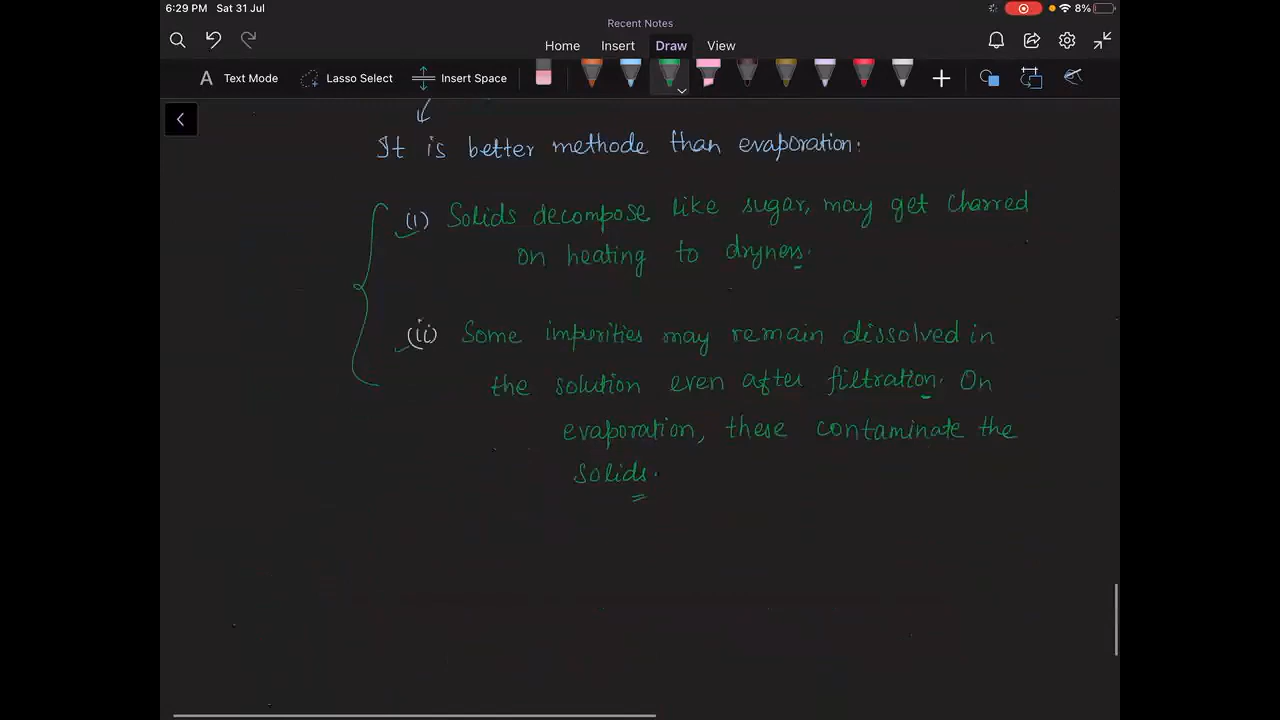 6:29 PM Sat 31 Jul
8%
Recent Notes
Home Insert Draw View
A Text Mode Lasso Select Insert Space
It is better methode than evaporation:
(i) Solids decompose like sugar, may get charred
on heating to dryness.
(ii) Some impurities may remain dissolved in
the solution even after filtration. On
evaporation, these contaminate the
solids.